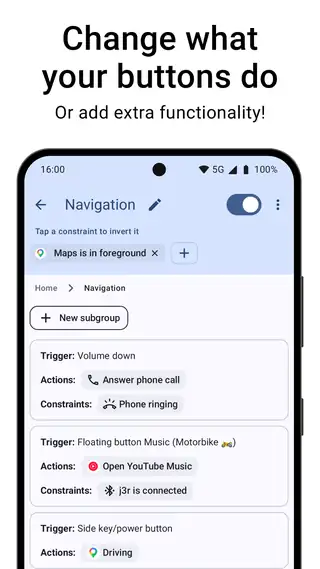 Change what
your buttons do
Or add extra functionality!
16:00 5G 100%
Navigation
Tap a constraint to invert it
Maps is in foreground × +
Home > Navigation
+ New subgroup
Trigger: Volume down
Actions: Answer phone call
Constraints: Phone ringing
Trigger: Floating button Music (Motorbike 🏍️)
Actions: Open YouTube Music
Constraints: j3r is connected
Trigger: Side key/power button
Actions: Driving